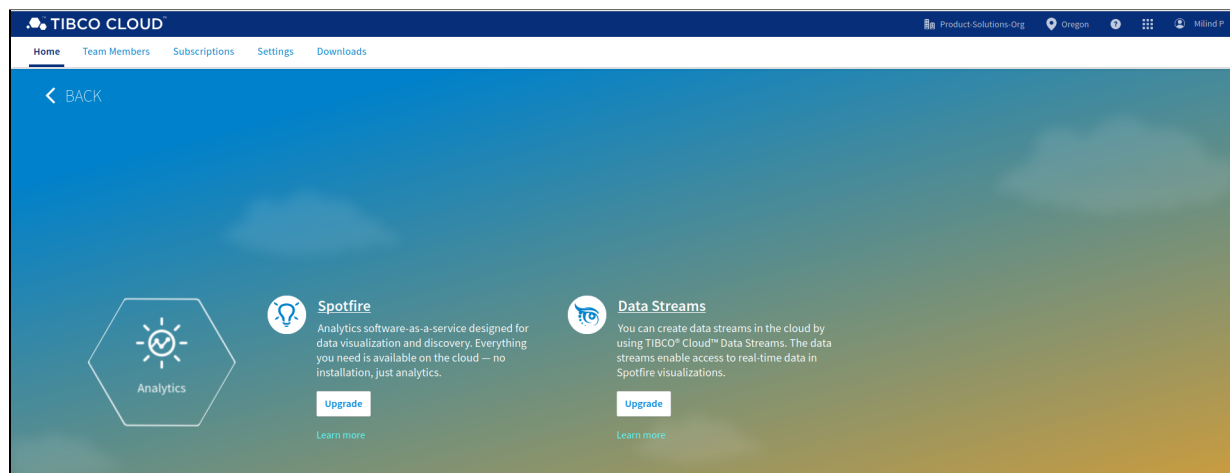 TIBCO CLOUD™
Product-Solutions-Org
Oregon
?
Milind P
Home
Team Members
Subscriptions
Settings
Downloads
BACK
Analytics
Spotfire
Analytics software-as-a-service designed for
data visualization and discovery. Everything
you need is available on the cloud — no
installation, just analytics.
Upgrade
Learn more
Data Streams
You can create data streams in the cloud by
using TIBCO® Cloud™ Data Streams. The data
streams enable access to real-time data in
Spotfire visualizations.
Upgrade
Learn more